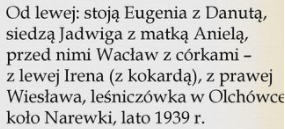 Od lewej: stoją Eugenia z Danutą,
siedzą Jadwiga z matką Anielą,
przed nimi Wacław z córkami –
z lewej Irena (z kokardą), z prawej
Wiesława, leśniczówka w Olchówce
koło Narewki, lato 1939 r.